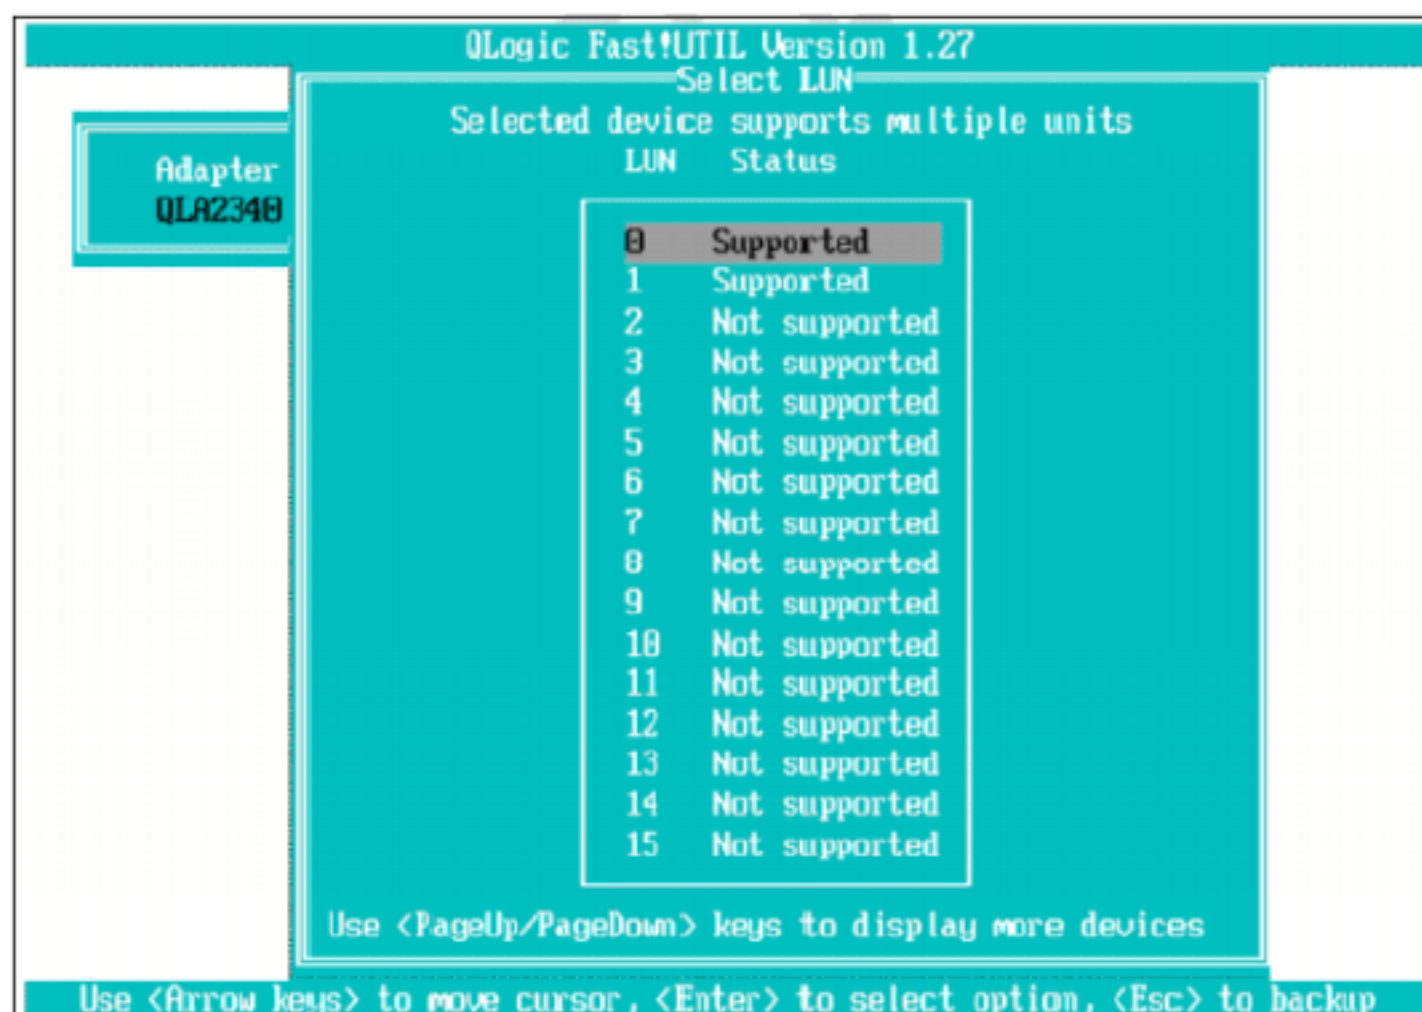 QLogic Fast!UTIL Version 1.27
Select LUN
Selected device supports multiple units
LUN Status
Adapter
QLA2340
0 Supported
1 Supported
2 Not supported
3 Not supported
4 Not supported
5 Not supported
6 Not supported
7 Not supported
8 Not supported
9 Not supported
10 Not supported
11 Not supported
12 Not supported
13 Not supported
14 Not supported
15 Not supported
Use <PageUp/PageDown> keys to display more devices
Use <Arrow keys> to move cursor, <Enter> to select option, <Esc> to backup